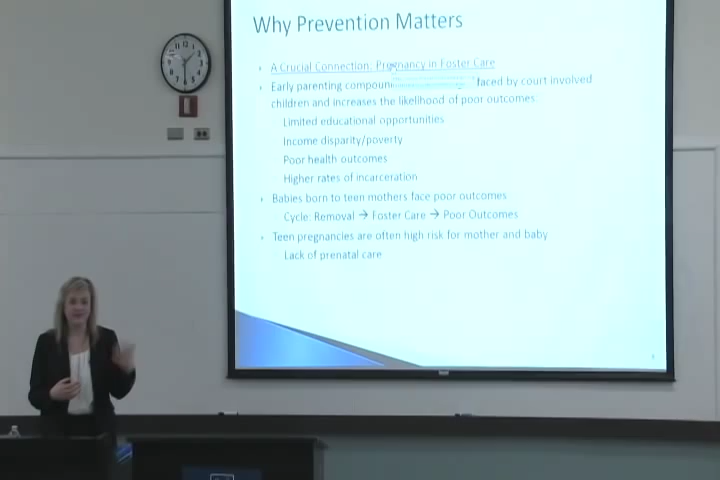 Why Prevention Matters
A Crucial Connection: Pregnancy in Foster Care
Early parenting compoun faced by court involved
children and increases the likelihood of poor outcomes:
Limited educational opportunities
Income disparity/poverty
Poor health outcomes
Higher rates of incarceration
Babies born to teen mothers face poor outcomes
Cycle: Removal → Foster Care → Poor Outcomes
Teen pregnancies are often high risk for mother and baby
Lack of prenatal care